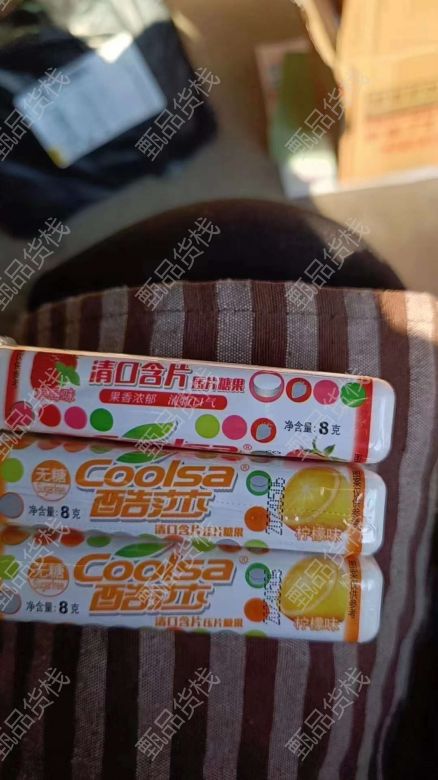 清口含片 压片糖果
果香浓郁 清嫩口气
净含量: 8克
Coolsa®
无糖
Coolsa®
酷莎
净含量: 8克
清口含片 压片糖果
柠檬味
无糖
Coolsa®
酷莎
净含量: 8克
清口含片 压片糖果
柠檬味
甄品货栈